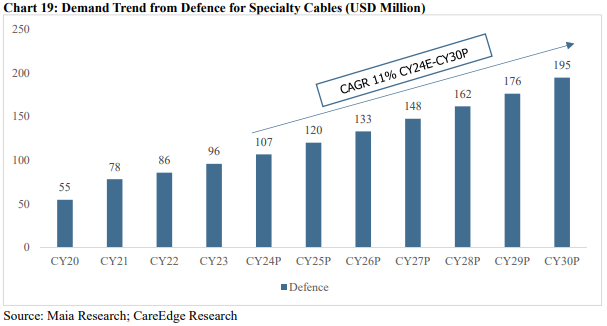 Chart 19: Demand Trend from Defence for Specialty Cables (USD Million)
250
200
150
100
50
0
CAGR 11% CY24E-CY30P
55
78
86
96
107
120
133
148
162
176
195
CY20
CY21
CY22
CY23
CY24P
CY25P
CY26P
CY27P
CY28P
CY29P
CY30P
Defence
Source: Maia Research; CareEdge Research